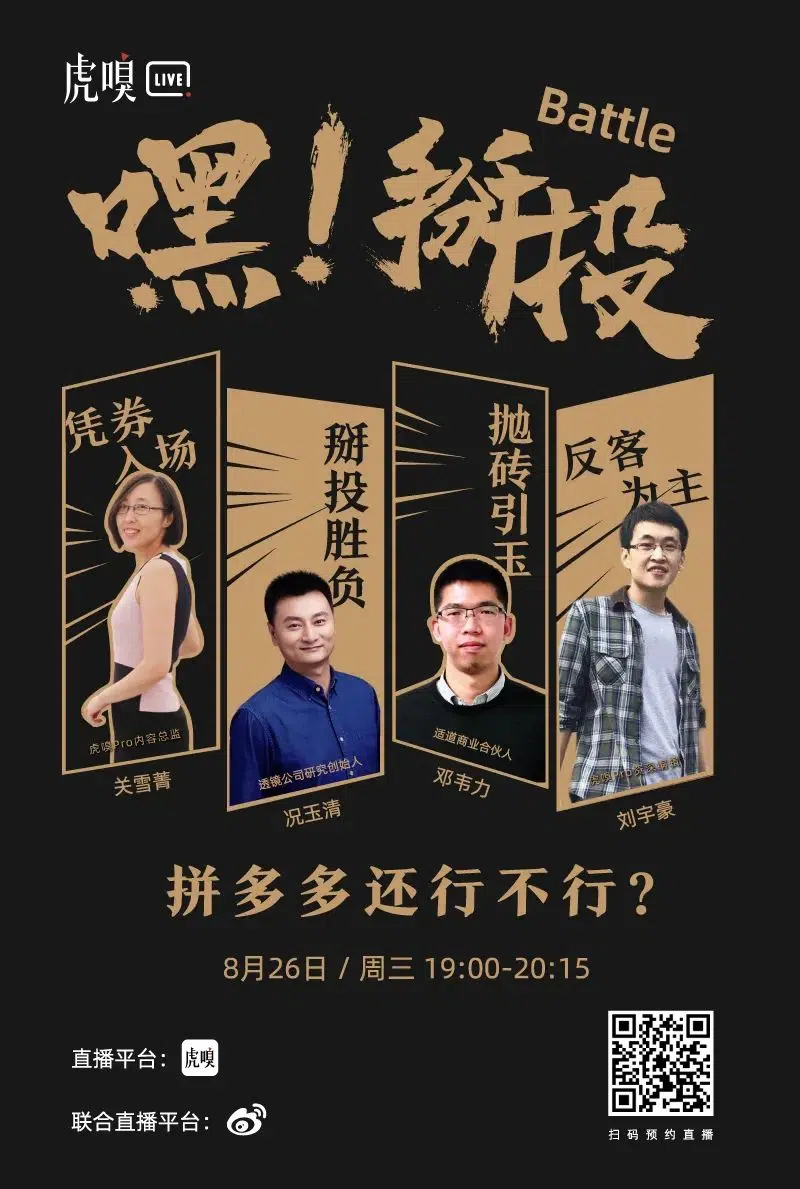 虎嗅 LIVE
Battle
嘿！掰投
凭券
入场
掰投胜负
抛砖引玉
反客
为主
虎嗅Pro内容总监
关雪菁
透镜公司研究创始人
况玉清
适道商业合伙人
邓韦力
虎嗅Pro
刘宇豪
拼多多还行不行？
8月26日 / 周三 19:00-20:15
直播平台：虎嗅
联合直播平台：
扫码预约直播